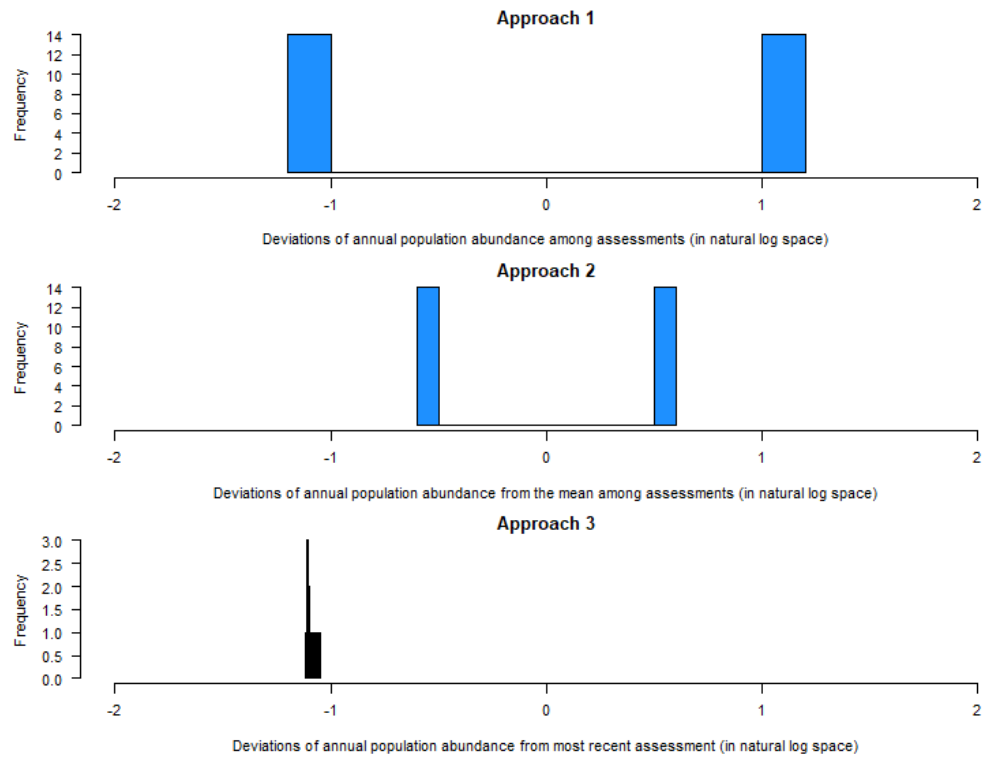 Approach 1
Frequency
14
12
10
8
6
4
2
0
-2 -1 0 1 2
Deviations of annual population abundance among assessments (in natural log space)
Approach 2
Frequency
14
12
10
8
6
4
2
0
-2 -1 0 1 2
Deviations of annual population abundance from the mean among assessments (in natural log space)
Approach 3
Frequency
3.0
2.5
2.0
1.5
1.0
0.5
0.0
-2 -1 0 1 2
Deviations of annual population abundance from most recent assessment (in natural log space)